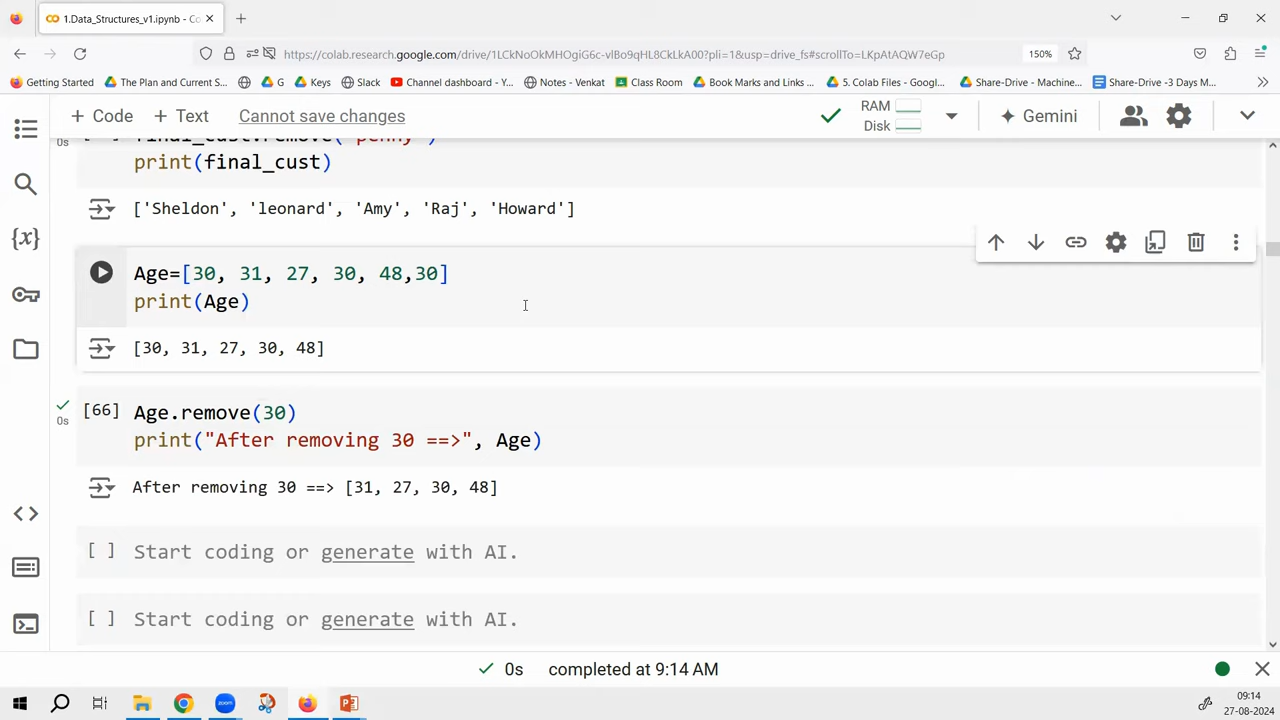 1.Data_Structures_v1.ipynb - Co
https://colab.research.google.com/drive/1LCkNoOkMHOgiG6c-vlBo9qHL8CkLkA00?pli=1&usp=drive_fs#scrollTo=LKpAtAQW7eGp
150%
Getting Started
The Plan and Current S...
G
Keys
Slack
Channel dashboard - Y...
Notes - Venkat
Class Room
Book Marks and Links ...
5. Colab Files - Googl...
Share-Drive - Machine...
Share-Drive -3 Days M...
+ Code + Text Cannot save changes
RAM
Disk
Gemini
0s
final_cust.remove("penny")
print(final_cust)
['Sheldon', 'leonard', 'Amy', 'Raj', 'Howard']
Age=[30, 31, 27, 30, 48,30]
print(Age)
[30, 31, 27, 30, 48]
[66] Age.remove(30)
0s
print("After removing 30 ==>", Age)
After removing 30 ==> [31, 27, 30, 48]
[ ] Start coding or generate with AI.
[ ] Start coding or generate with AI.
0s completed at 9:14 AM
zoom
09:14
27-08-2024